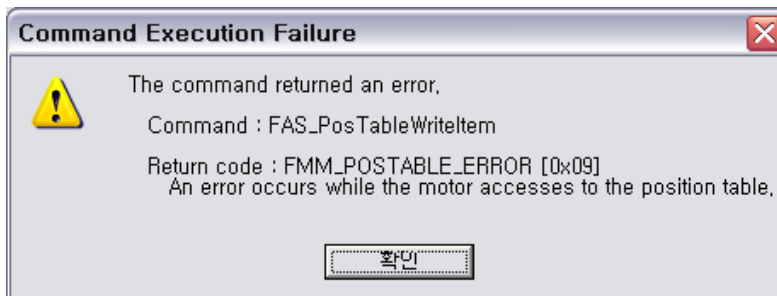 Command Execution Failure
The command returned an error,
Command : FAS_PosTableWriteItem
Return code : FMM_POSTABLE_ERROR [0x09]
An error occurs while the motor accesses to the position table,
확인